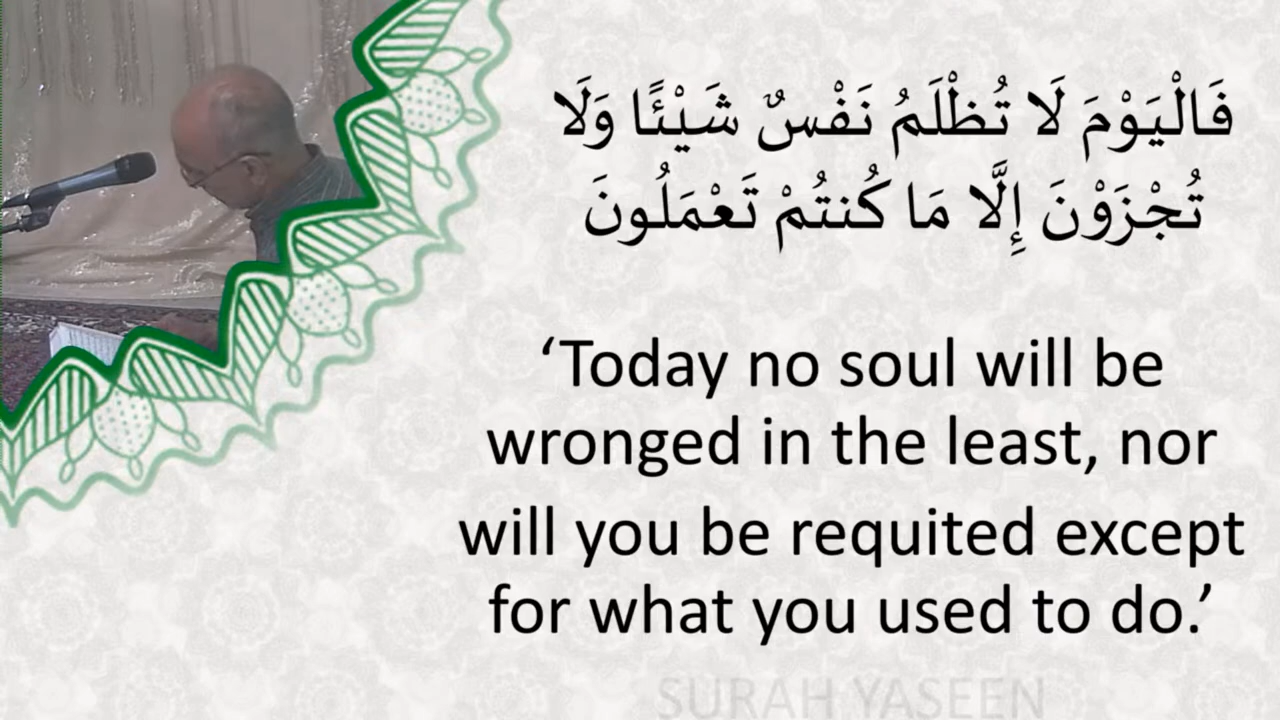 فَالْيَوْمَ لَا تُظْلَمُ نَفْسٌ شَيْئًا وَلَا
تُجْزَوْنَ إِلَّا مَا كُنتُمْ تَعْمَلُونَ
‘Today no soul will be
wronged in the least, nor
will you be requited except
for what you used to do.’
SURAH YASEEN